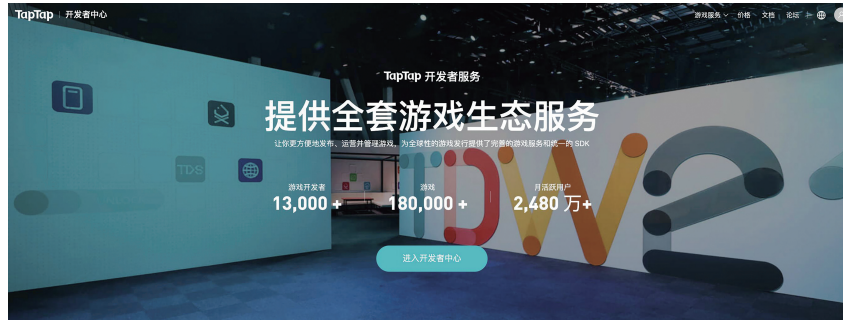 TapTap 开发者中心
游戏服务 价格 文档 论坛
TapTap 开发者服务
提供全套游戏生态服务
让你更方便地发布、运营并管理游戏，为全球性的游戏发行提供了完善的游戏服务和统一的 SDK
游戏开发者 游戏 月活跃用户
13,000 + 180,000 + 2,480 万+
TDS
TDW2
进入开发者中心